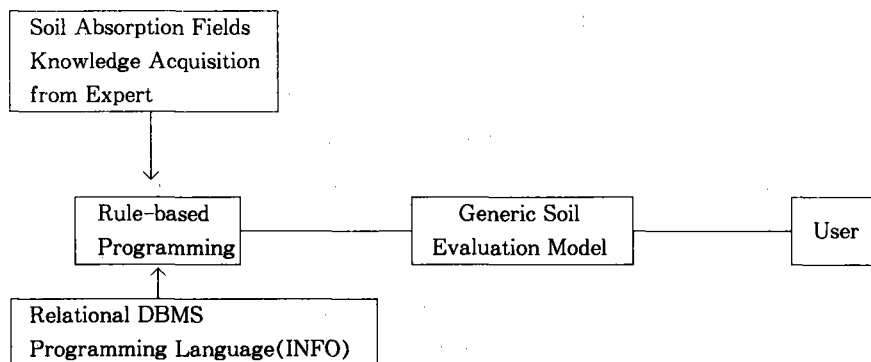 Soil Absorption Fields
Knowledge Acquisition
from Expert
Rule-based
Programming
Generic Soil
Evaluation Model
User
Relational DBMS
Programming Language(INFO)